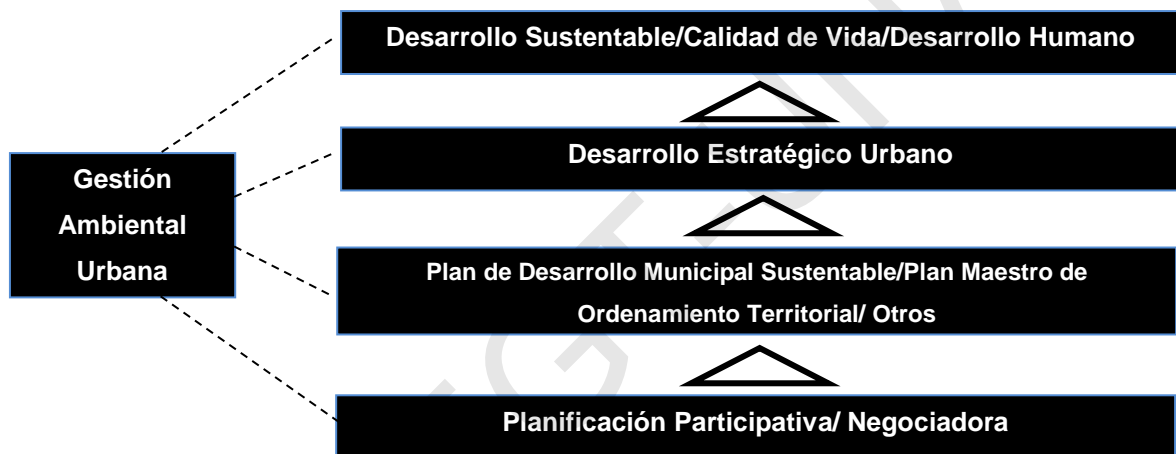 Desarrollo Sustentable/Calidad de Vida/Desarrollo Humano
Desarrollo Estratégico Urbano
Gestión
Ambiental
Urbana
Plan de Desarrollo Municipal Sustentable/Plan Maestro de
Ordenamiento Territorial/ Otros
Planificación Participativa/ Negociadora